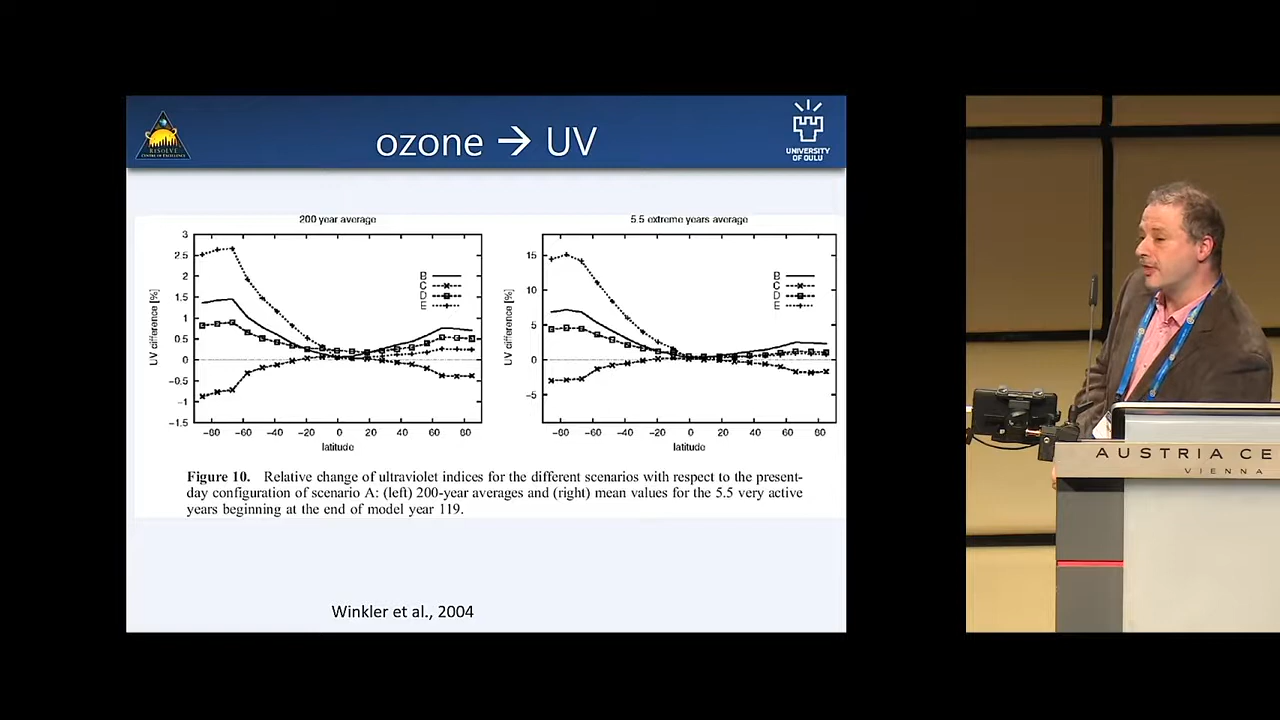 ozone → UV
RESOLVE
CENTRE OF EXCELLENCE
UNIVERSITY
OF OULU
200 year average
UV difference [%]
3
2.5
2
1.5
1
0.5
0
−0.5
−1
−1.5
−80 −60 −40 −20 0 20 40 60 80
latitude
B
C
D
E
5.5 extreme years average
UV difference [%]
15
10
5
0
−5
−80 −60 −40 −20 0 20 40 60 80
latitude
B
C
D
E
Figure 10. Relative change of ultraviolet indices for the different scenarios with respect to the present-
day configuration of scenario A: (left) 200-year averages and (right) mean values for the 5.5 very active
years beginning at the end of model year 119.
Winkler et al., 2004
AUSTRIA CE
VIENNA